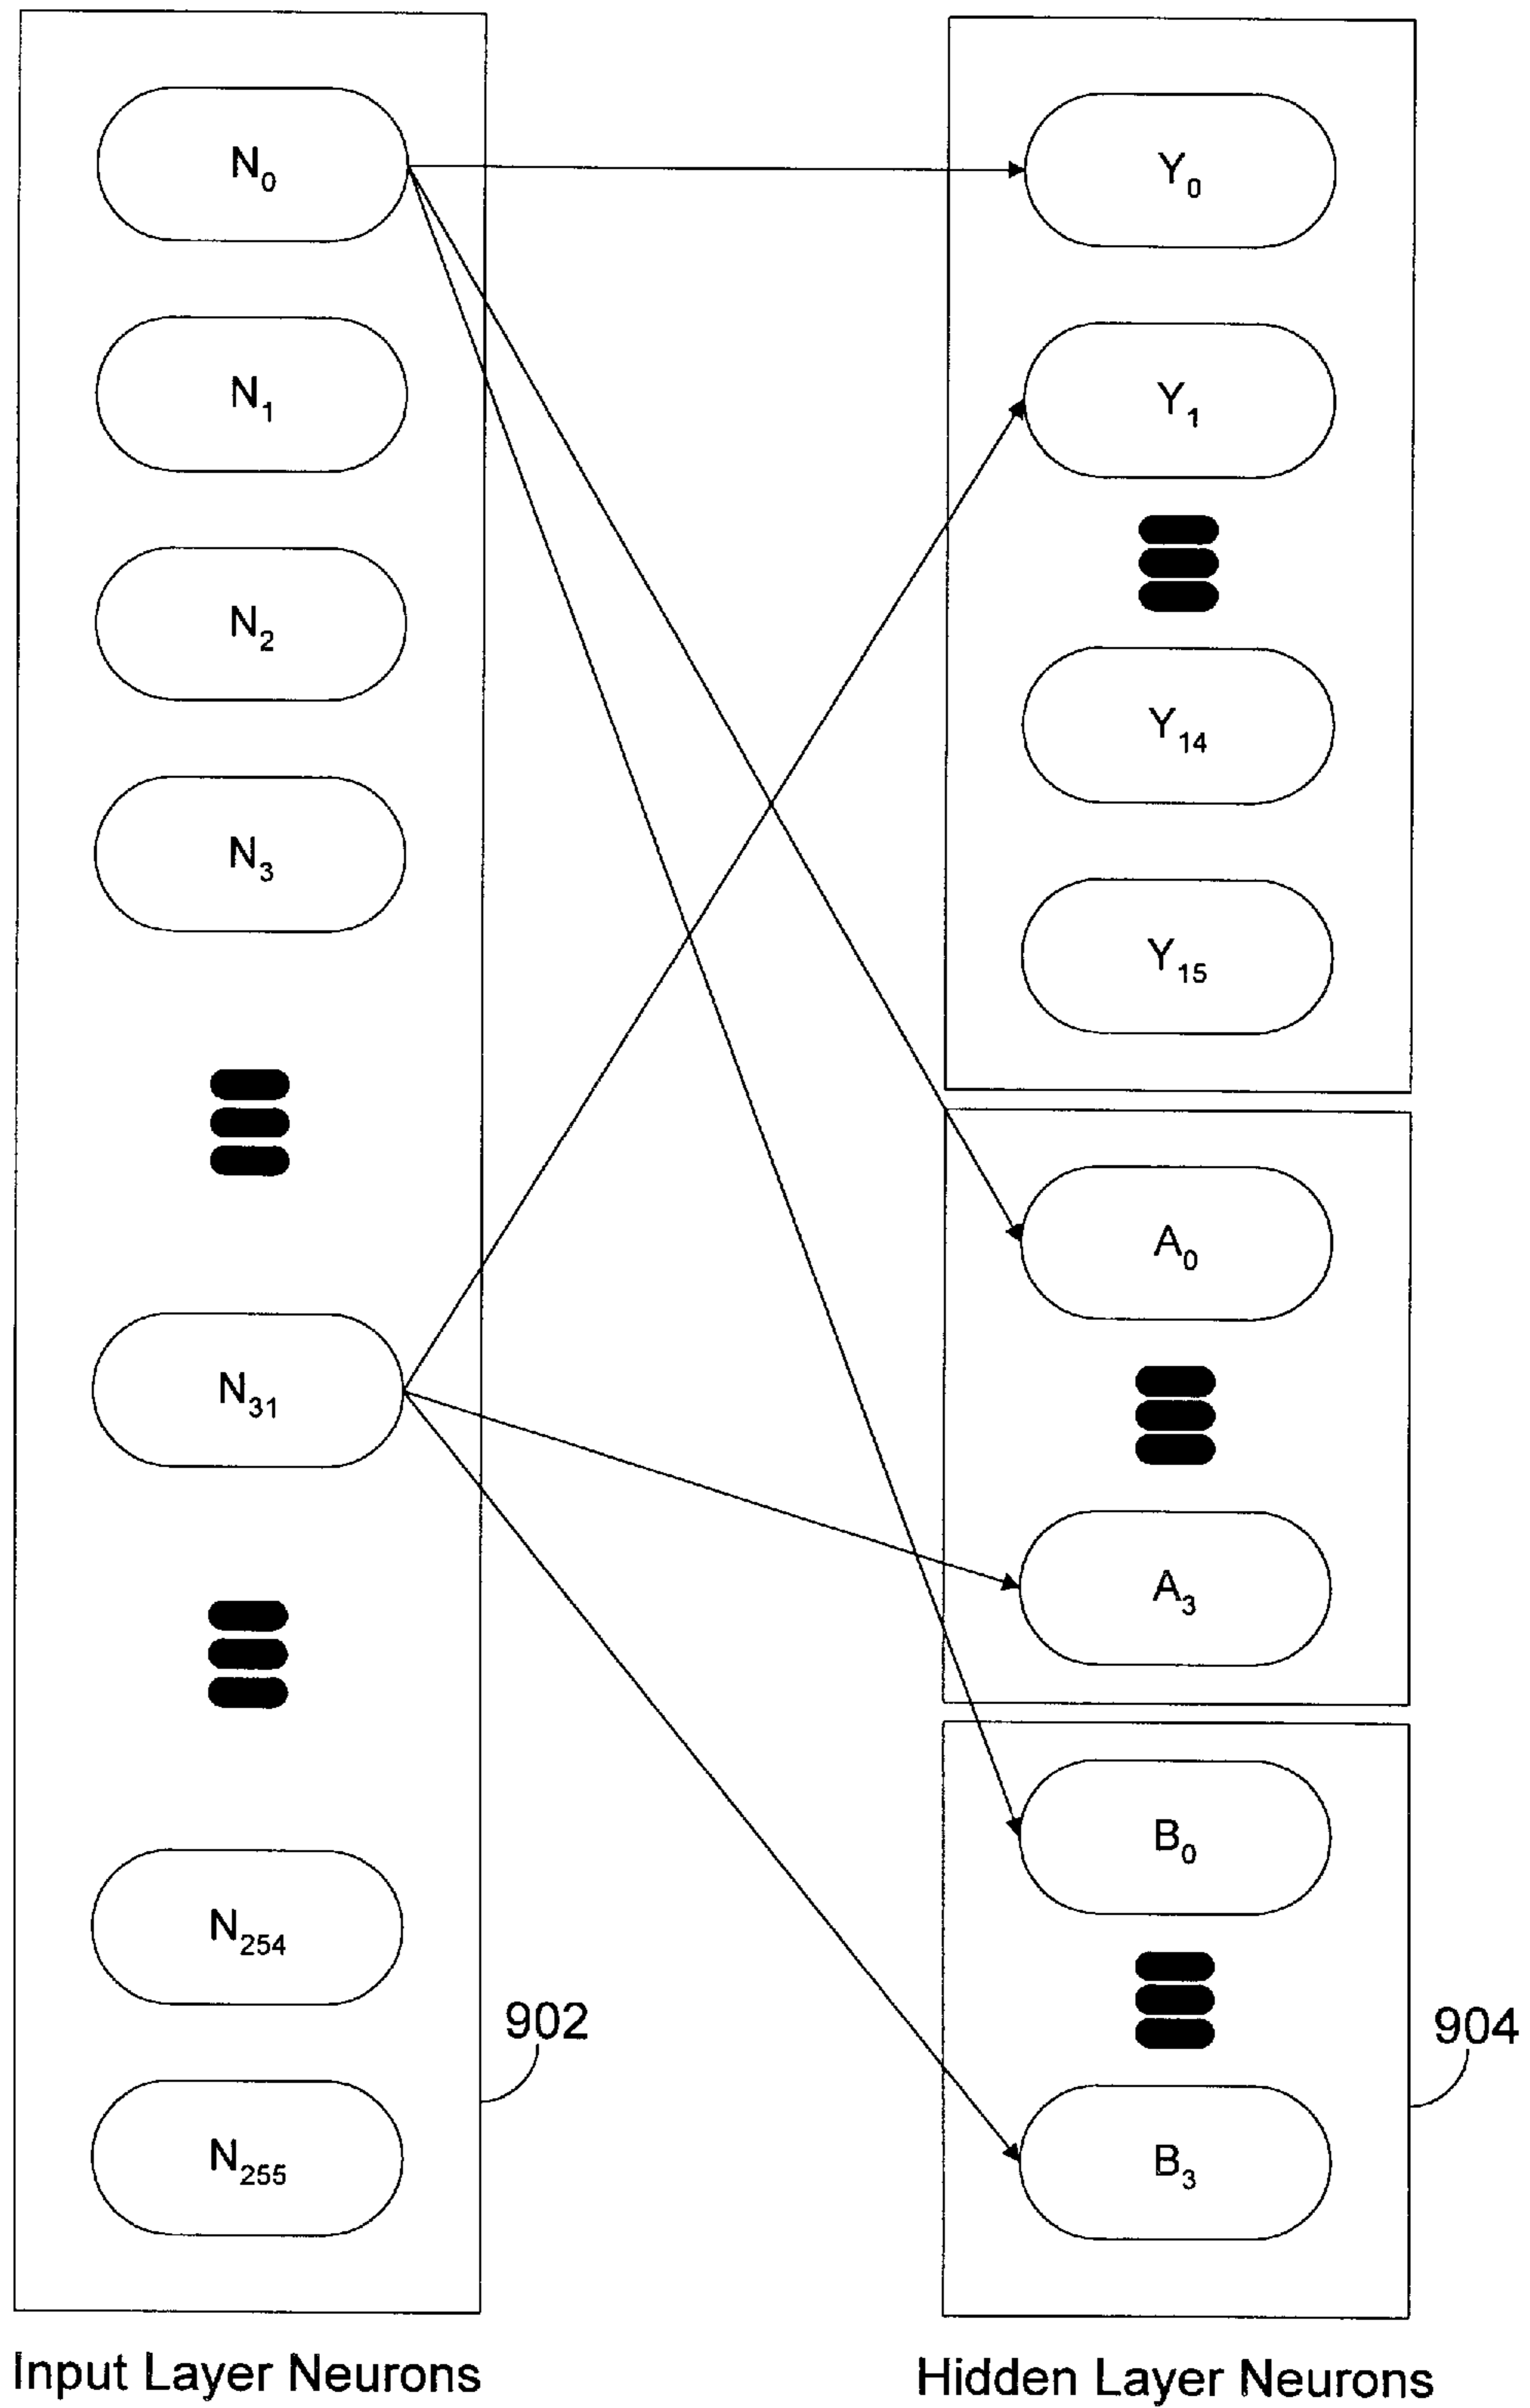 N0
N1
N2
N3
N31
N254
N255
902
Input Layer Neurons
Y0
Y1
Y14
Y15
A0
A3
B0
B3
904
Hidden Layer Neurons